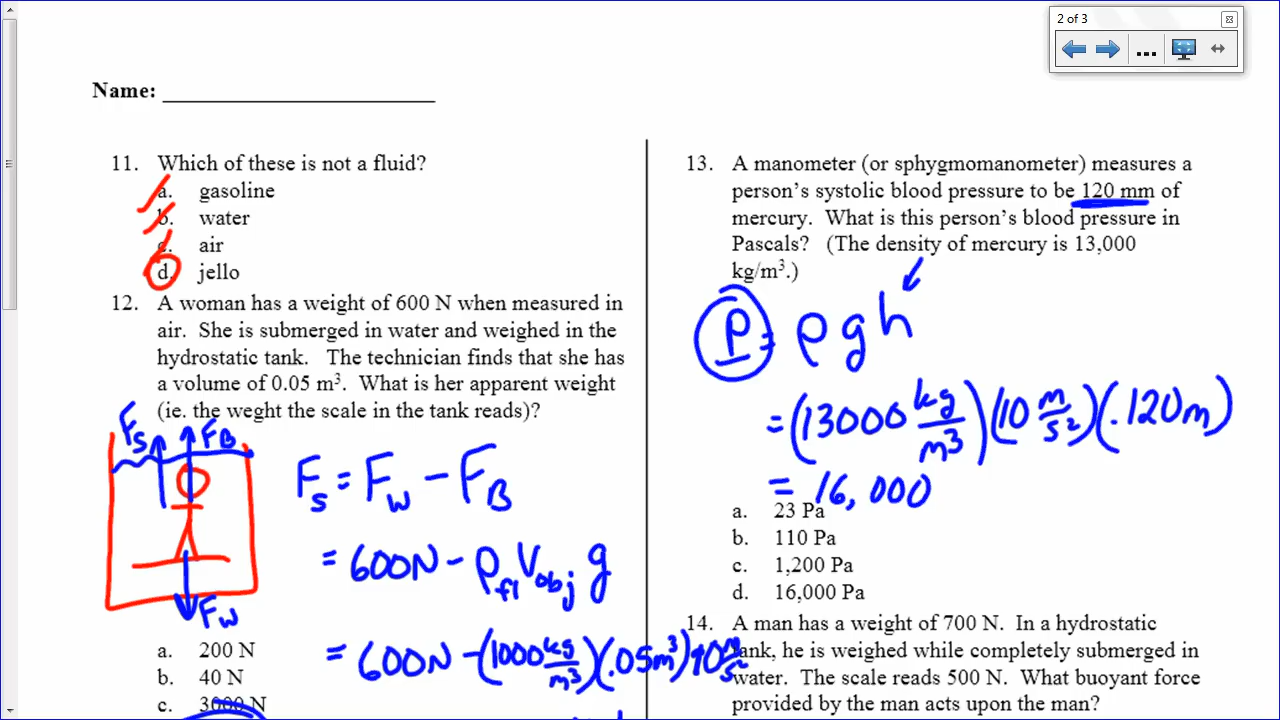 2 of 3
...
Name: ____________________
11. Which of these is not a fluid?
a. gasoline
b. water
c. air
d. jello
12. A woman has a weight of 600 N when measured in
air. She is submerged in water and weighed in the
hydrostatic tank. The technician finds that she has
a volume of 0.05 m³. What is her apparent weight
(ie. the weght the scale in the tank reads)?
Fs FB
Fw
Fs = Fw - FB
= 600N - ρfl Vobj g
= 600N - (1000 kg/m³)(.05m³)10 m/s²
a. 200 N
b. 40 N
c. 3000 N
13. A manometer (or sphygmomanometer) measures a
person's systolic blood pressure to be 120 mm of
mercury. What is this person's blood pressure in
Pascals? (The density of mercury is 13,000
kg/m³.)
P = ρgh
= (13000 kg/m³)(10 m/s²)(.120m)
= 16,000
a. 23 Pa
b. 110 Pa
c. 1,200 Pa
d. 16,000 Pa
14. A man has a weight of 700 N. In a hydrostatic
tank, he is weighed while completely submerged in
water. The scale reads 500 N. What buoyant force
provided by the man acts upon the man?